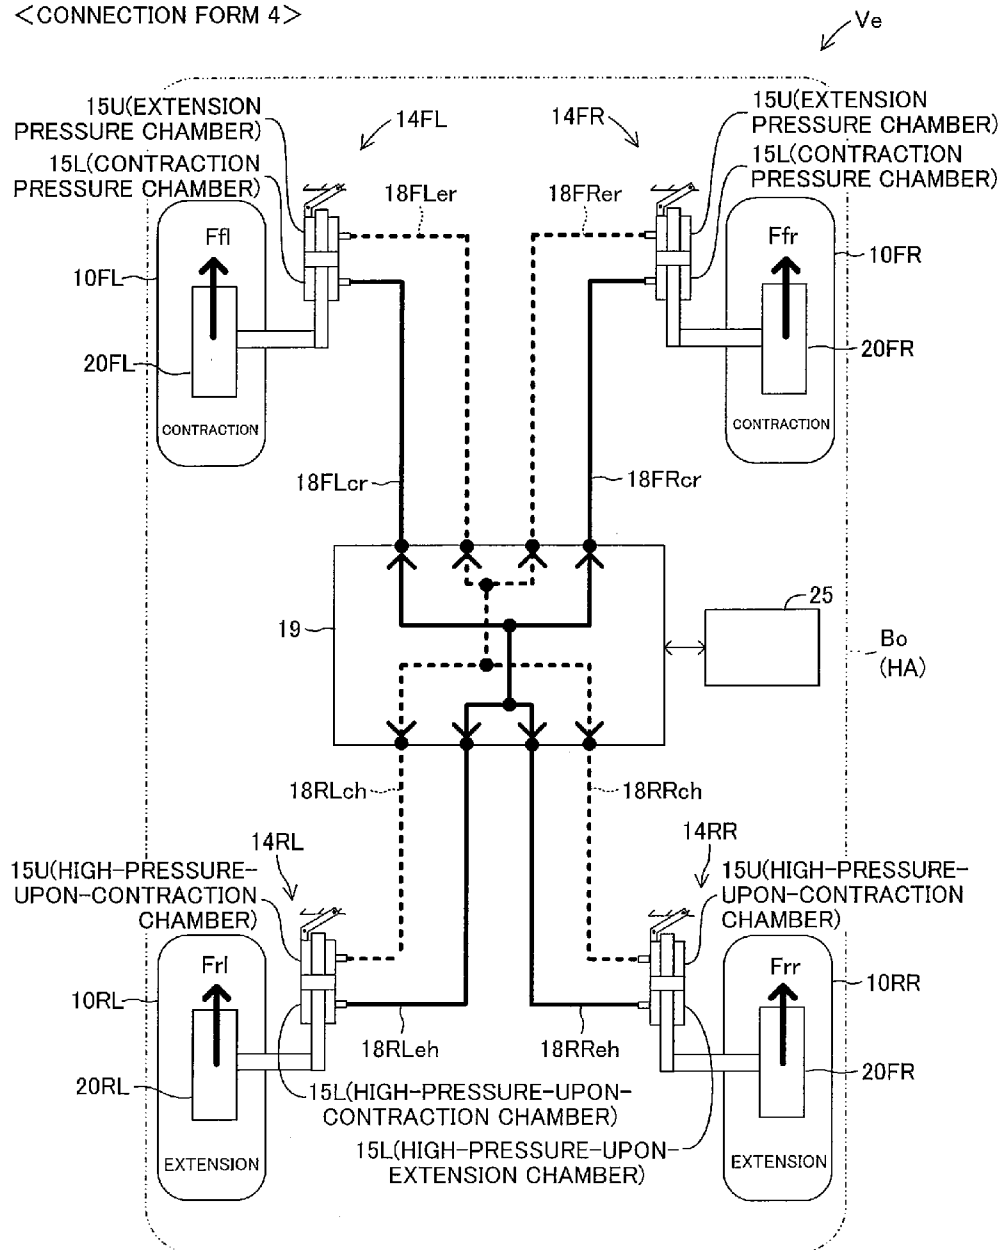 <CONNECTION FORM 4>
Ve
15U(EXTENSION
PRESSURE CHAMBER)
15L(CONTRACTION
PRESSURE CHAMBER)
14FL
14FR
15U(EXTENSION
PRESSURE CHAMBER)
15L(CONTRACTION
PRESSURE CHAMBER)
18FLer
18FRer
Ffl
Ffr
10FL
10FR
20FL
20FR
CONTRACTION
CONTRACTION
18FLcr
18FRcr
19
25
Bo
(HA)
18RLch
18RRch
14RL
14RR
15U(HIGH-PRESSURE-
UPON-CONTRACTION
CHAMBER)
15U(HIGH-PRESSURE-
UPON-CONTRACTION
CHAMBER)
Frl
Frr
10RL
10RR
18RLeh
18RReh
20RL
20FR
15L(HIGH-PRESSURE-UPON-
CONTRACTION CHAMBER)
15L(HIGH-PRESSURE-UPON-
EXTENSION CHAMBER)
EXTENSION
EXTENSION